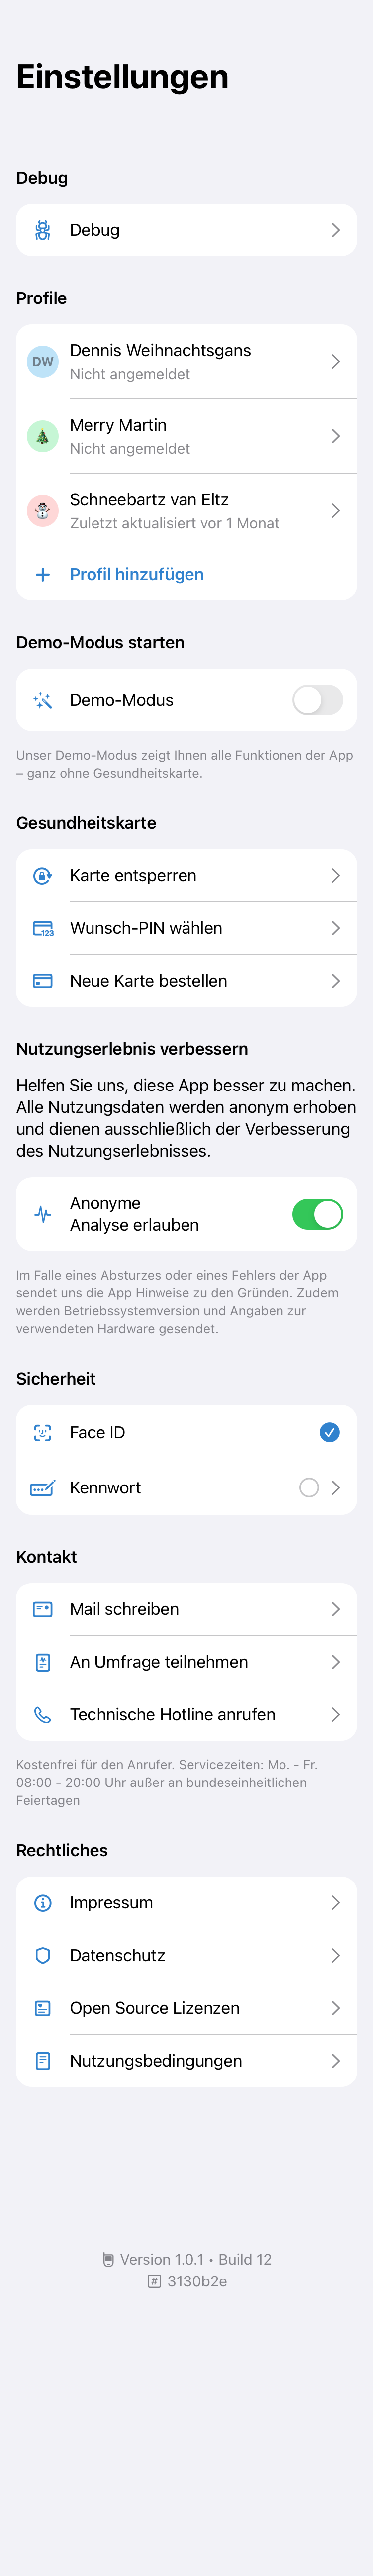 Einstellungen
Debug
Debug
Profile
DW
Dennis Weihnachtsgans
Nicht angemeldet
Merry Martin
Nicht angemeldet
Schneebartz van Eltz
Zuletzt aktualisiert vor 1 Monat
Profil hinzufügen
Demo-Modus starten
Demo-Modus
Unser Demo-Modus zeigt Ihnen alle Funktionen der App
– ganz ohne Gesundheitskarte.
Gesundheitskarte
Karte entsperren
123
Wunsch-PIN wählen
Neue Karte bestellen
Nutzungserlebnis verbessern
Helfen Sie uns, diese App besser zu machen.
Alle Nutzungsdaten werden anonym erhoben
und dienen ausschließlich der Verbesserung
des Nutzungserlebnisses.
Anonyme
Analyse erlauben
Im Falle eines Absturzes oder eines Fehlers der App
sendet uns die App Hinweise zu den Gründen. Zudem
werden Betriebssystemversion und Angaben zur
verwendeten Hardware gesendet.
Sicherheit
Face ID
Kennwort
Kontakt
Mail schreiben
An Umfrage teilnehmen
Technische Hotline anrufen
Kostenfrei für den Anrufer. Servicezeiten: Mo. - Fr.
08:00 - 20:00 Uhr außer an bundeseinheitlichen
Feiertagen
Rechtliches
Impressum
Datenschutz
Open Source Lizenzen
Nutzungsbedingungen
Version 1.0.1 • Build 12
# 3130b2e